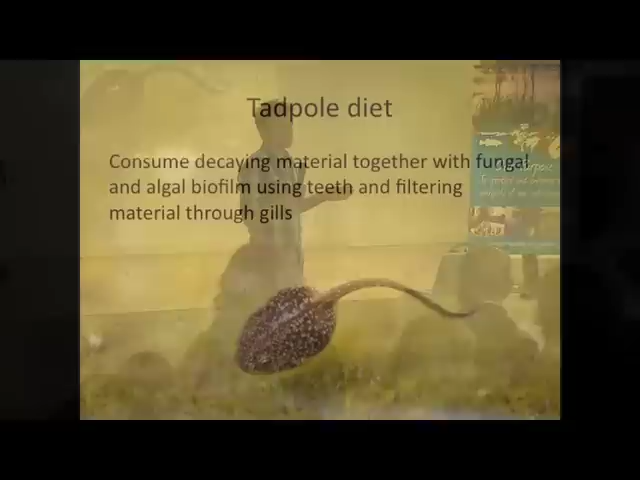 Tadpole diet
Consume decaying material together with fungal
and algal biofilm using teeth and filtering
material through gills